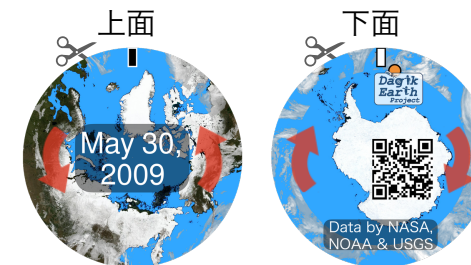 上面
May 30,
2009
下面
Dagik
Earth
Project
Data by NASA,
NOAA & USGS